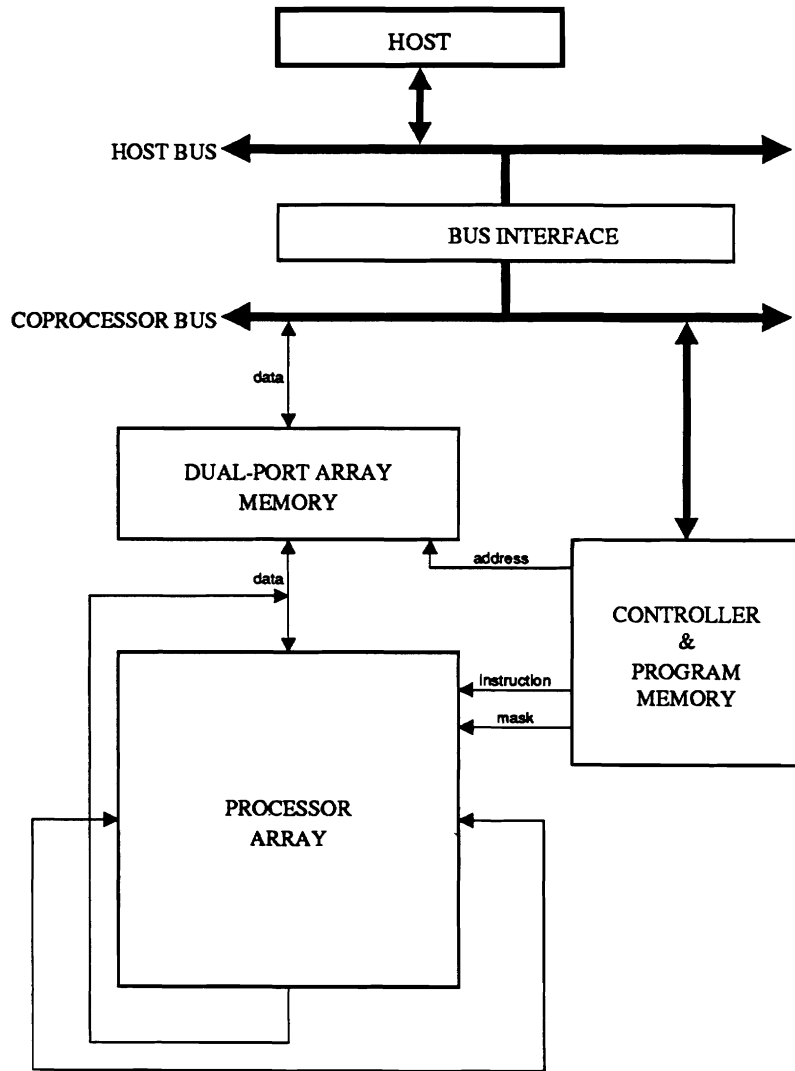 HOST
HOST BUS
BUS INTERFACE
COPROCESSOR BUS
data
DUAL-PORT ARRAY
MEMORY
data
address
CONTROLLER
&
PROGRAM
MEMORY
instruction
mask
PROCESSOR
ARRAY